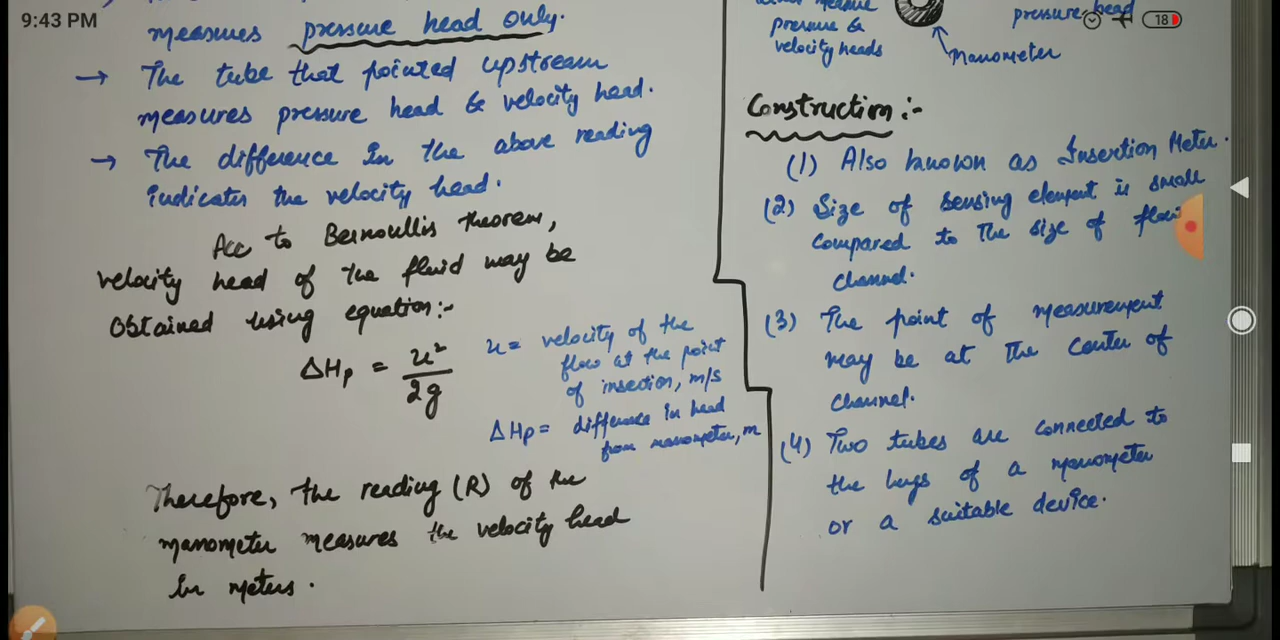 9:43 PM
18
measures pressure head only.
→ The tube that pointed upstream
measures pressure head & velocity head.
→ The difference In the above reading
indicates the velocity head.
Acc to Bernoullis theorem,
velocity head of the fluid may be
Obtained using equation:-
ΔHp = u²/2g
u = velocity of the
flow at the point
of insection, m/s
ΔHp = difference in head
from manometer, m
Therefore, the reading (R) of the
manometer measures the velocity head
In meters.
measure
pressure &
velocity heads
pressure head
Manometer
Construction:-
(1) Also known as Insertion Meter.
(2) Size of sensing element is small
compared to the size of flow
channel.
(3) The point of measurement
may be at the center of
channel.
(4) Two tubes are connected to
the legs of a manometer
or a suitable device.